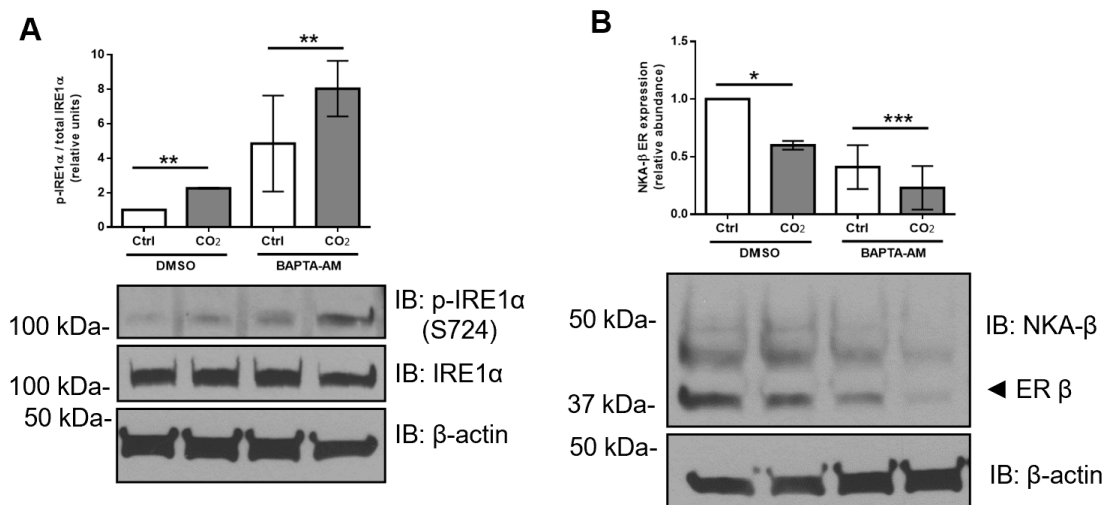 A
p-IRE1α / total IRE1α
(relative units)
10
8
6
4
2
0
**
**
Ctrl
CO₂
Ctrl
CO₂
DMSO
BAPTA-AM
100 kDa-
IB: p-IRE1α
(S724)
100 kDa-
IB: IRE1α
50 kDa-
IB: β-actin
B
NKA-β ER expression
(relative abundance)
1.5
1.0
0.5
0.0
*
***
Ctrl
CO₂
Ctrl
CO₂
DMSO
BAPTA-AM
50 kDa-
IB: NKA-β
◄ ER β
37 kDa-
50 kDa-
IB: β-actin